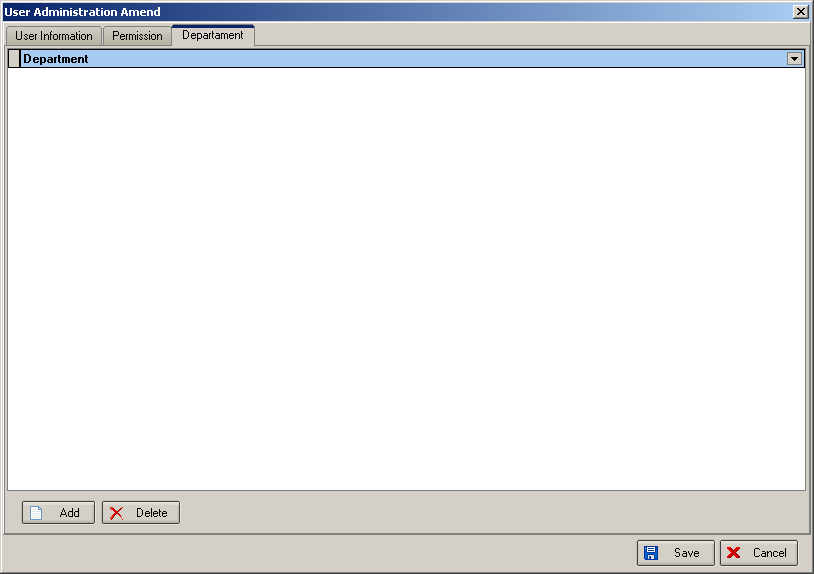 User Administration Amend
User Information Permission Departament
Department
Add Delete
Save Cancel